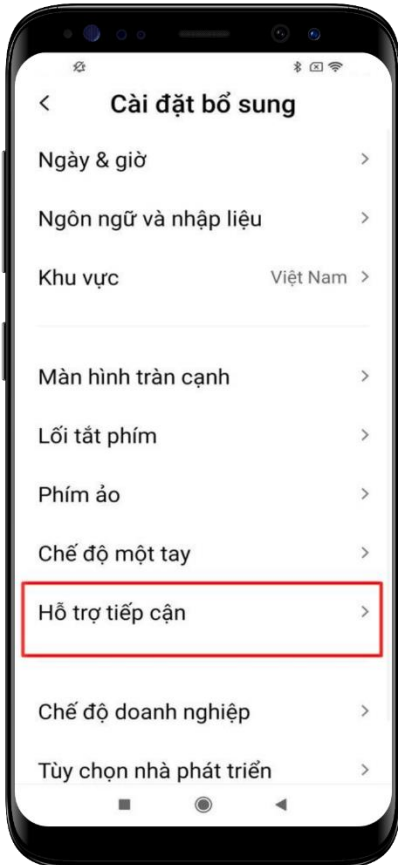 Cài đặt bổ sung
Ngày & giờ
Ngôn ngữ và nhập liệu
Khu vực Việt Nam
Màn hình tràn cạnh
Lối tắt phím
Phím ảo
Chế độ một tay
Hỗ trợ tiếp cận
Chế độ doanh nghiệp
Tùy chọn nhà phát triển